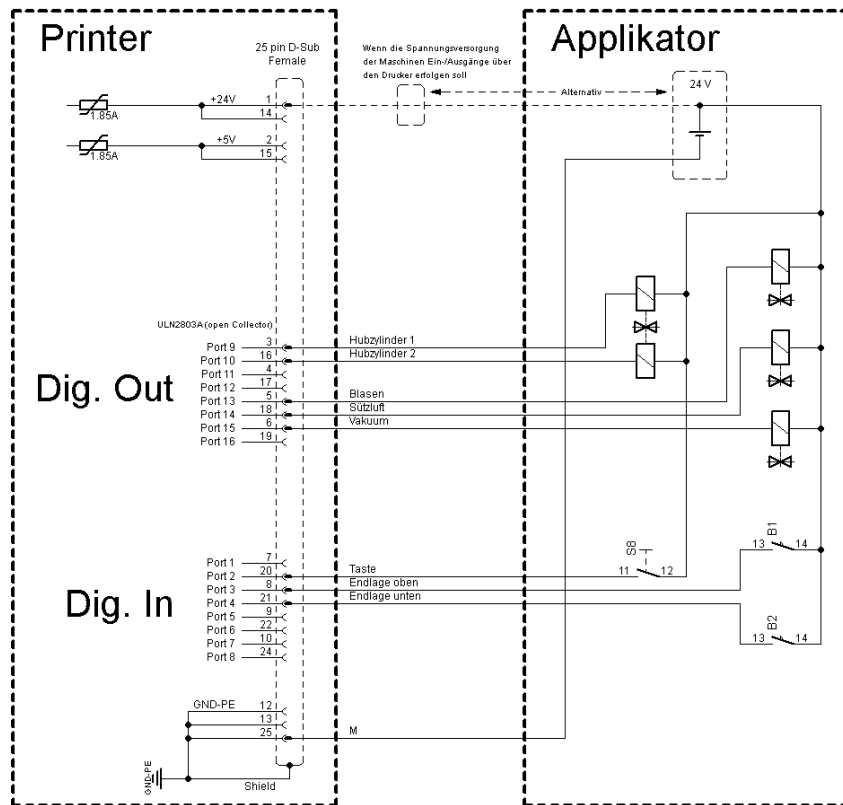 Printer
Applikator
25 pin D-Sub
Female
Wenn die Spannungsversorgung
der Maschinen Ein-/Ausgänge über
den Drucker erfolgen soll
Alternativ
24 V
+24V
1
14
1.85A
+5V
2
15
1.85A
ULN2803A (open Collector)
Dig. Out
Port 9 3 Hubzylinder 1
Port 10 16 Hubzylinder 2
Port 11 4
Port 12 17
Port 13 5 Blasen
Port 14 18 Sützluft
Port 15 6 Vakuum
Port 16 19
Dig. In
Port 1 7
Port 2 20 Taste
Port 3 8 Endlage oben
Port 4 21 Endlage unten
Port 5 9
Port 6 22
Port 7 10
Port 8 24
S8
11 12
B1
13 14
B2
13 14
GND-PE 12
13
25 M
GND-PE
Shield